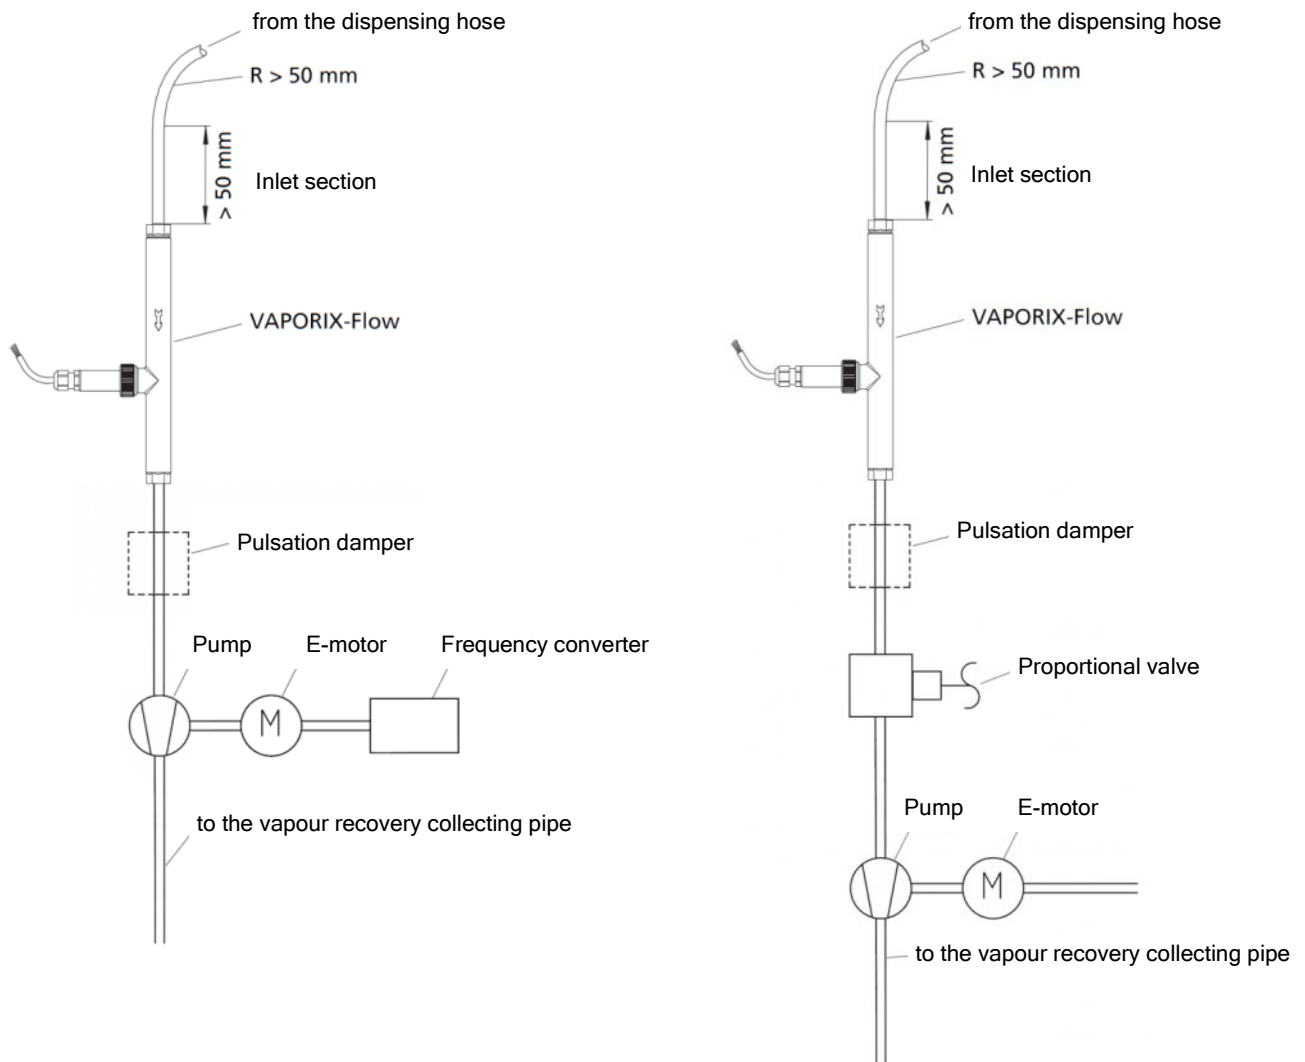 from the dispensing hose
R > 50 mm
> 50 mm
Inlet section
VAPORIX-Flow
Pulsation damper
Pump
E-motor
Frequency converter
M
to the vapour recovery collecting pipe
from the dispensing hose
R > 50 mm
> 50 mm
Inlet section
VAPORIX-Flow
Pulsation damper
Proportional valve
Pump
E-motor
M
to the vapour recovery collecting pipe